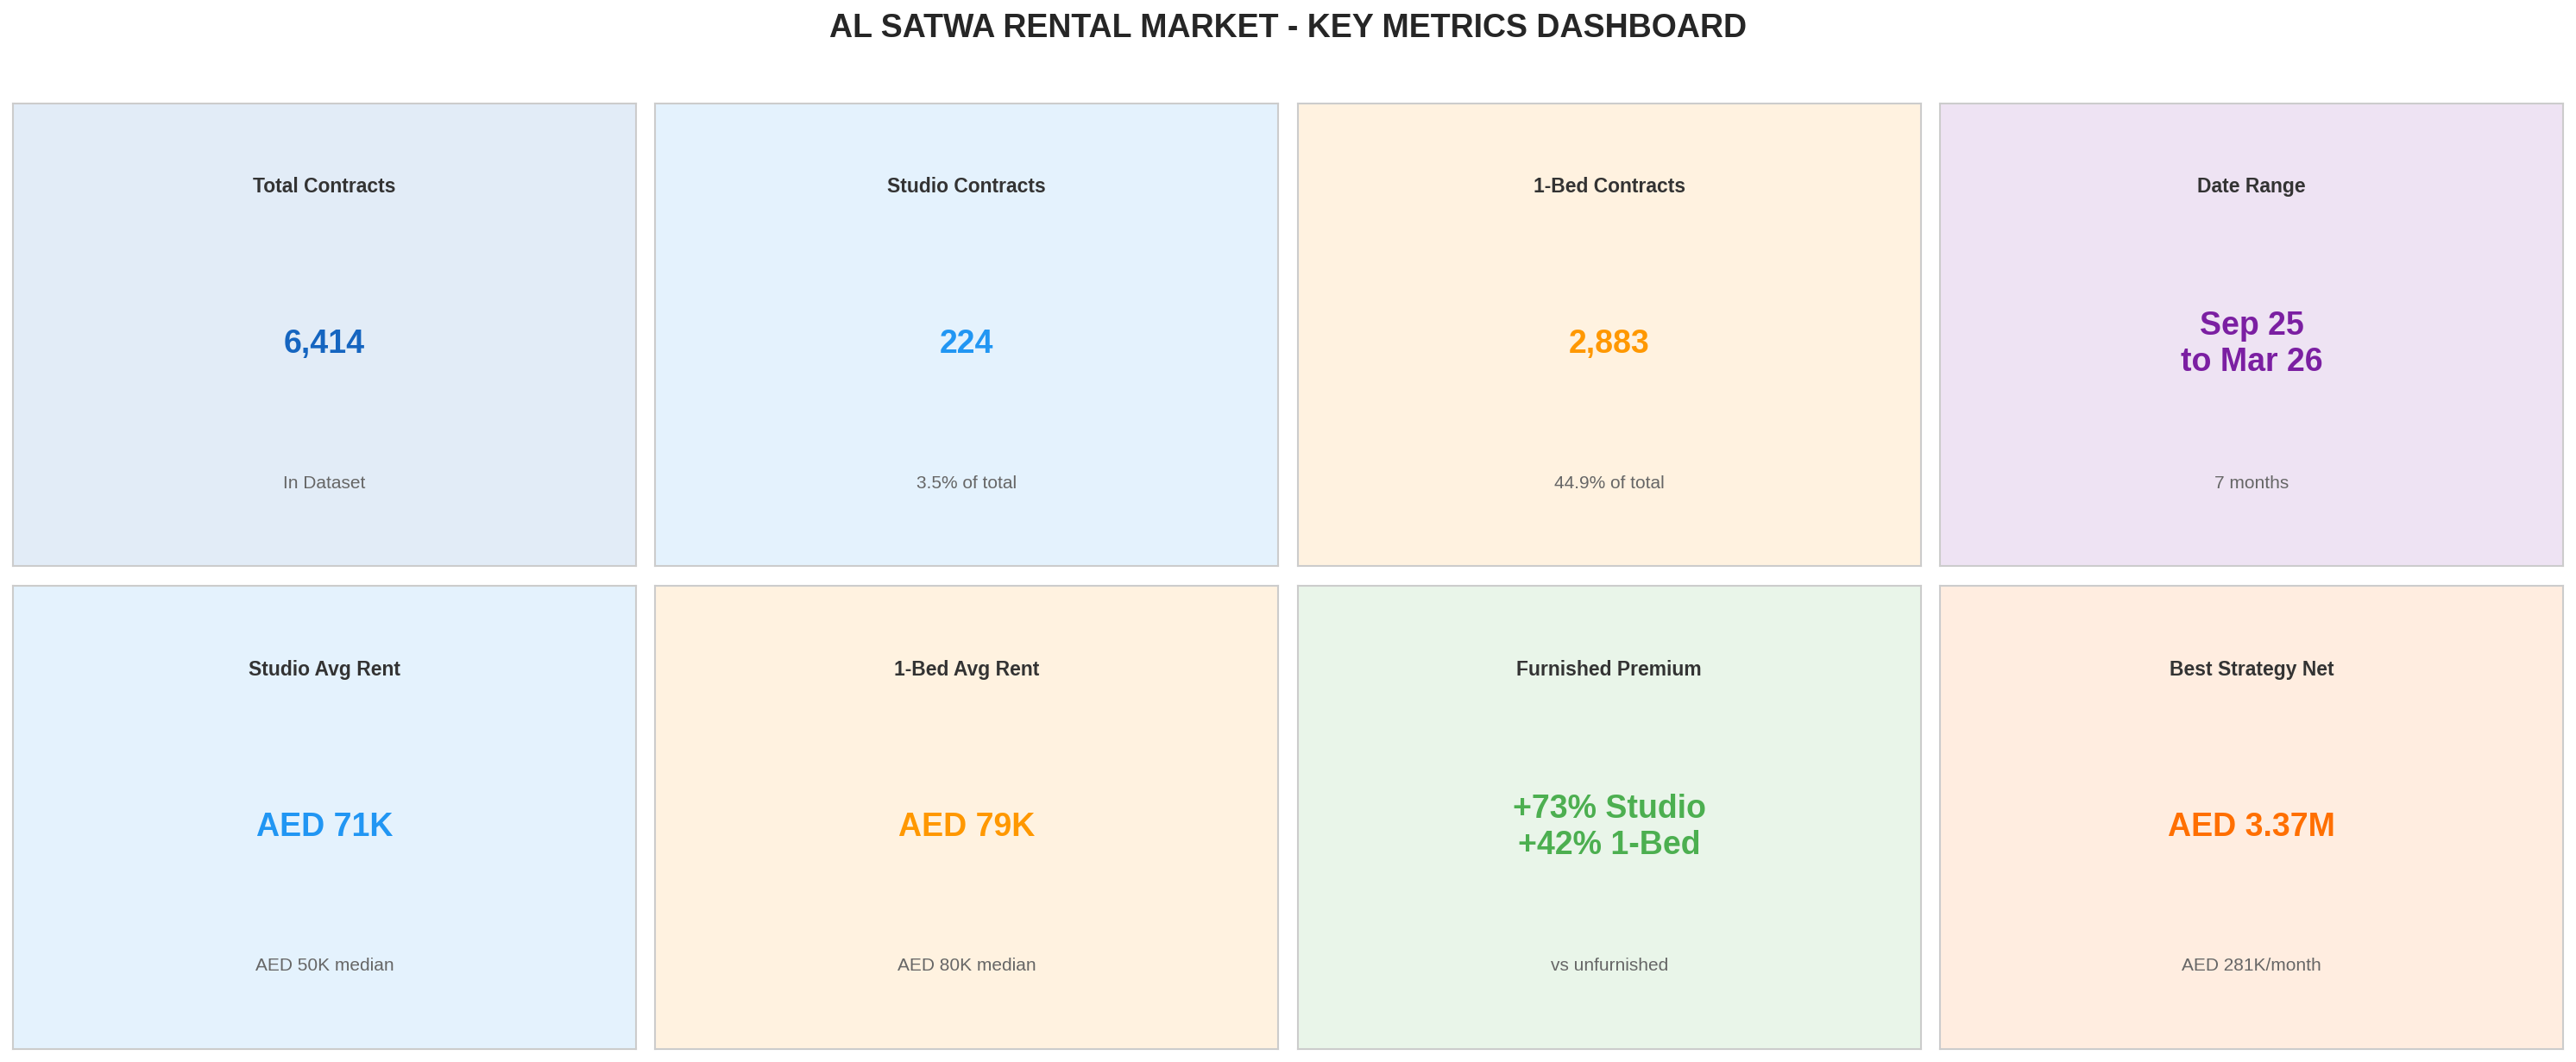 AL SATWA RENTAL MARKET - KEY METRICS DASHBOARD
Total Contracts
6,414
In Dataset
Studio Contracts
224
3.5% of total
1-Bed Contracts
2,883
44.9% of total
Date Range
Sep 25
to Mar 26
7 months
Studio Avg Rent
AED 71K
AED 50K median
1-Bed Avg Rent
AED 79K
AED 80K median
Furnished Premium
+73% Studio
+42% 1-Bed
vs unfurnished
Best Strategy Net
AED 3.37M
AED 281K/month